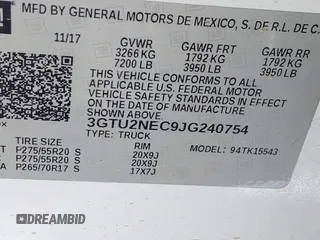 MFD BY GENERAL MOTORS DE MEXICO, S. DE R.L. DE C.
11/17 GVWR GAWR FRT GAWR RR
3266 KG 1792 KG 1792 KG
7200 LB 3950 LB 3950 LB
THIS VEHICLE CONFORMS TO ALL
APPLICABLE U.S. FEDERAL MOTOR
VEHICLE SAFETY STANDARDS IN
EFFECT ON THE DATE OF
MANUFACTURE SHOWN ABOVE.
3GTU2NEC9JG240754
TYPE: TRUCK
MODEL: 94TK15543
TIRE SIZE RIM
P275/55R20 S 20X9J
P275/55R20 S 20X9J
P265/70R17 S 17X7J
DREAMBID